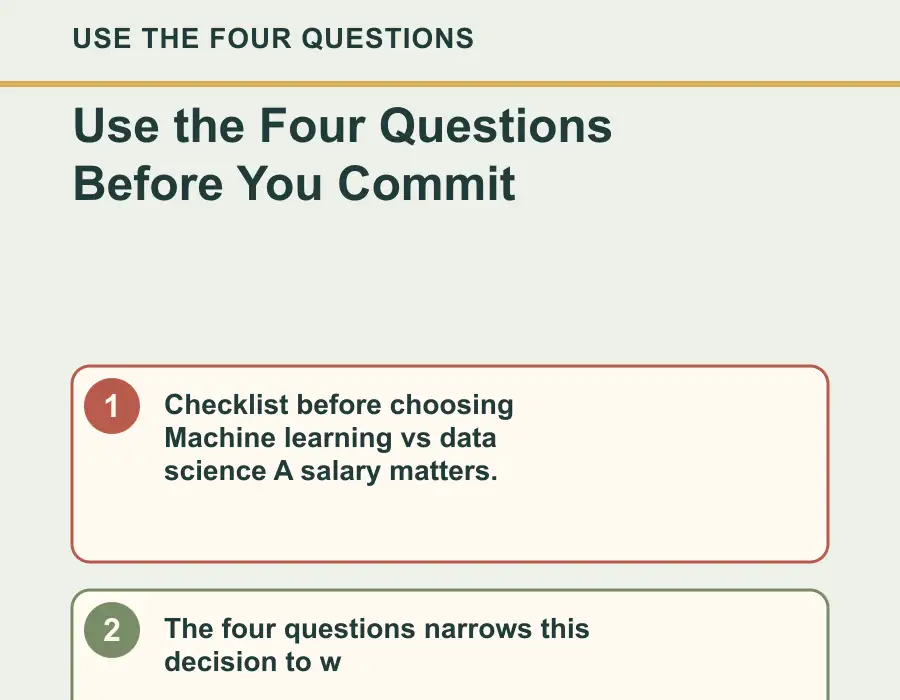 USE THE FOUR QUESTIONS
Use the Four Questions
Before You Commit
1
Checklist before choosing
Machine learning vs data
science A salary matters.
2
The four questions narrows this
decision to w